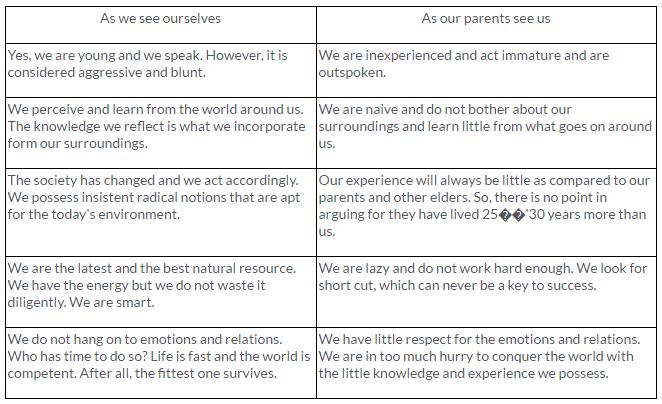 As we see ourselves
As our parents see us
Yes, we are young and we speak. However, it is
considered aggressive and blunt.
We are inexperienced and act immature and are
outspoken.
We perceive and learn from the world around us.
The knowledge we reflect is what we incorporate
form our surroundings.
We are naive and do not bother about our
surroundings and learn little from what goes on around
us.
The society has changed and we act accordingly.
We possess insistent radical notions that are apt
for the today's environment.
Our experience will always be little as compared to our
parents and other elders. So, there is no point in
arguing for they have lived 25��'30 years more than
us.
We are the latest and the best natural resource.
We have the energy but we do not waste it
diligently. We are smart.
We are lazy and do not work hard enough. We look for
short cut, which can never be a key to success.
We do not hang on to emotions and relations.
Who has time to do so? Life is fast and the world is
competent. After all, the fittest one survives.
We have little respect for the emotions and relations.
We are in too much hurry to conquer the world with
the little knowledge and experience we possess.